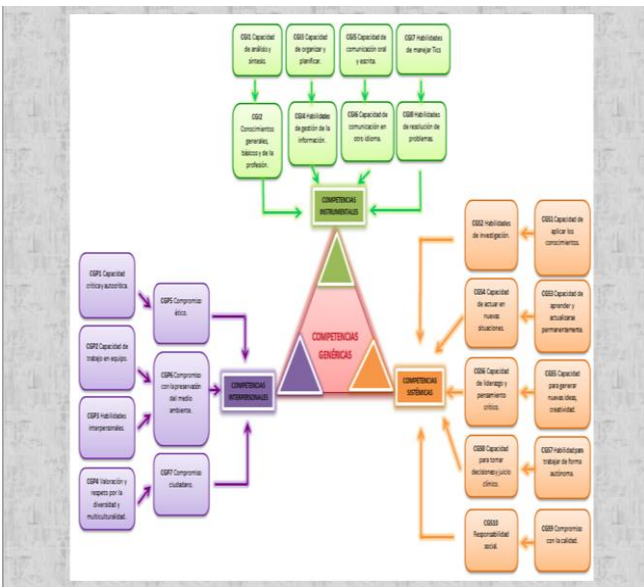 CGI1 Capacidad
de análisis y
síntesis.
CGI3 Capacidad
de organizar y
planificar.
CGI5 Capacidad de
comunicación oral
y escrita.
CGI7 Habilidades
de manejar Tics
CGI2
Conocimientos
generales,
básicos y de la
profesión.
CGI4 Habilidades
de gestión de la
información.
CGI6 Capacidad de
comunicación en
otro idioma.
CGI8 Habilidades
de resolución de
problemas.
COMPETENCIAS
INSTRUMENTALES
CGS2 Habilidades
de investigación.
CGS1 Capacidad de
aplicar los
conocimientos.
CGS4 Capacidad
de actuar en
nuevas
situaciones.
CGS3 Capacidad de
aprender y
actualizarse
permanentemente.
CGS6 Capacidad
de liderazgo y
pensamiento
crítico.
CGS5 Capacidad
para generar
nuevas ideas,
creatividad.
CGS8 Capacidad
para tomar
decisiones y juicio
clínico.
CGS7 Habilidad para
trabajar de forma
autónoma.
CGS10
Responsabilidad
social.
CGS9 Compromiso
con la calidad.
COMPETENCIAS
SISTÉMICAS
COMPETENCIAS
GENÉRICAS
CGP1 Capacidad
crítica y autocrítica.
CGP5 Compromiso
ético.
CGP2 Capacidad de
trabajo en equipo.
CGP6 Compromiso
con la preservación
del medio
ambiente.
CGP3 Habilidades
interpersonales.
CGP4 Valoración y
respeto por la
diversidad y
multiculturalidad.
CGP7 Compromiso
ciudadano.
COMPETENCIAS
INTERPERSONALES